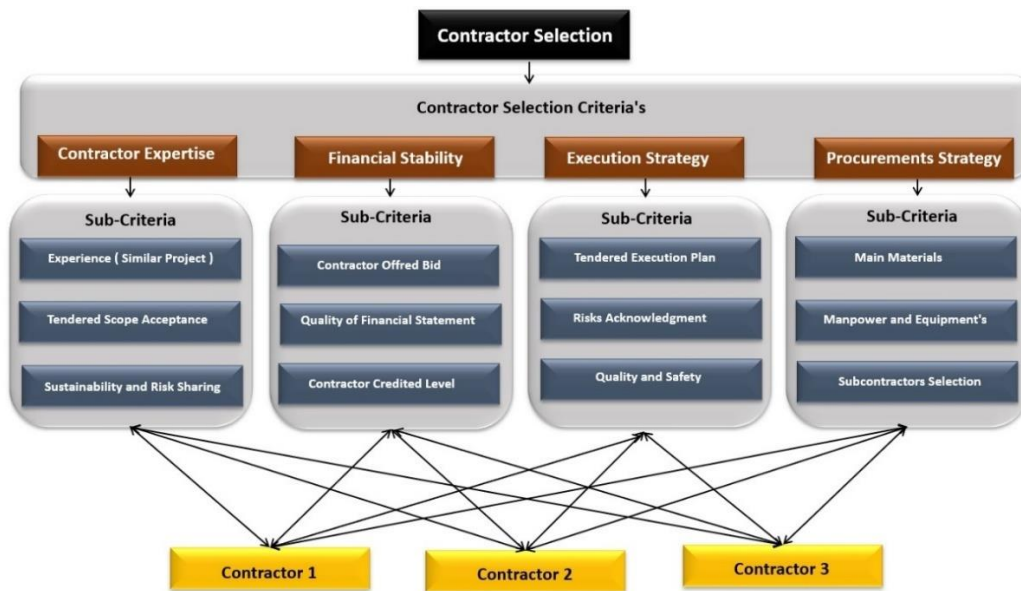 Contractor Selection
Contractor Selection Criteria's
Contractor Expertise
Financial Stability
Execution Strategy
Procurements Strategy
Sub-Criteria
Experience ( Similar Project )
Tendered Scope Acceptance
Sustainability and Risk Sharing
Sub-Criteria
Contractor Offred Bid
Quality of Financial Statement
Contractor Credited Level
Sub-Criteria
Tendered Execution Plan
Risks Acknowledgment
Quality and Safety
Sub-Criteria
Main Materials
Manpower and Equipment's
Subcontractors Selection
Contractor 1
Contractor 2
Contractor 3